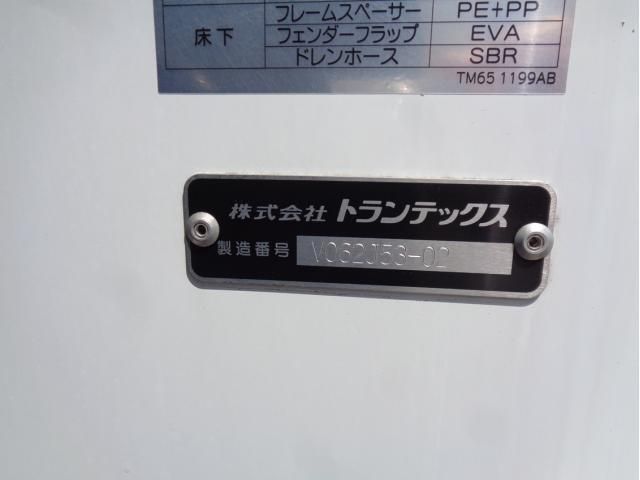 フレームスペーサー PE+PP
床下 フェンダーフラップ EVA
ドレンホース SBR
TM65 1199AB
株式会社 トランテックス
製造番号 V062J53-02